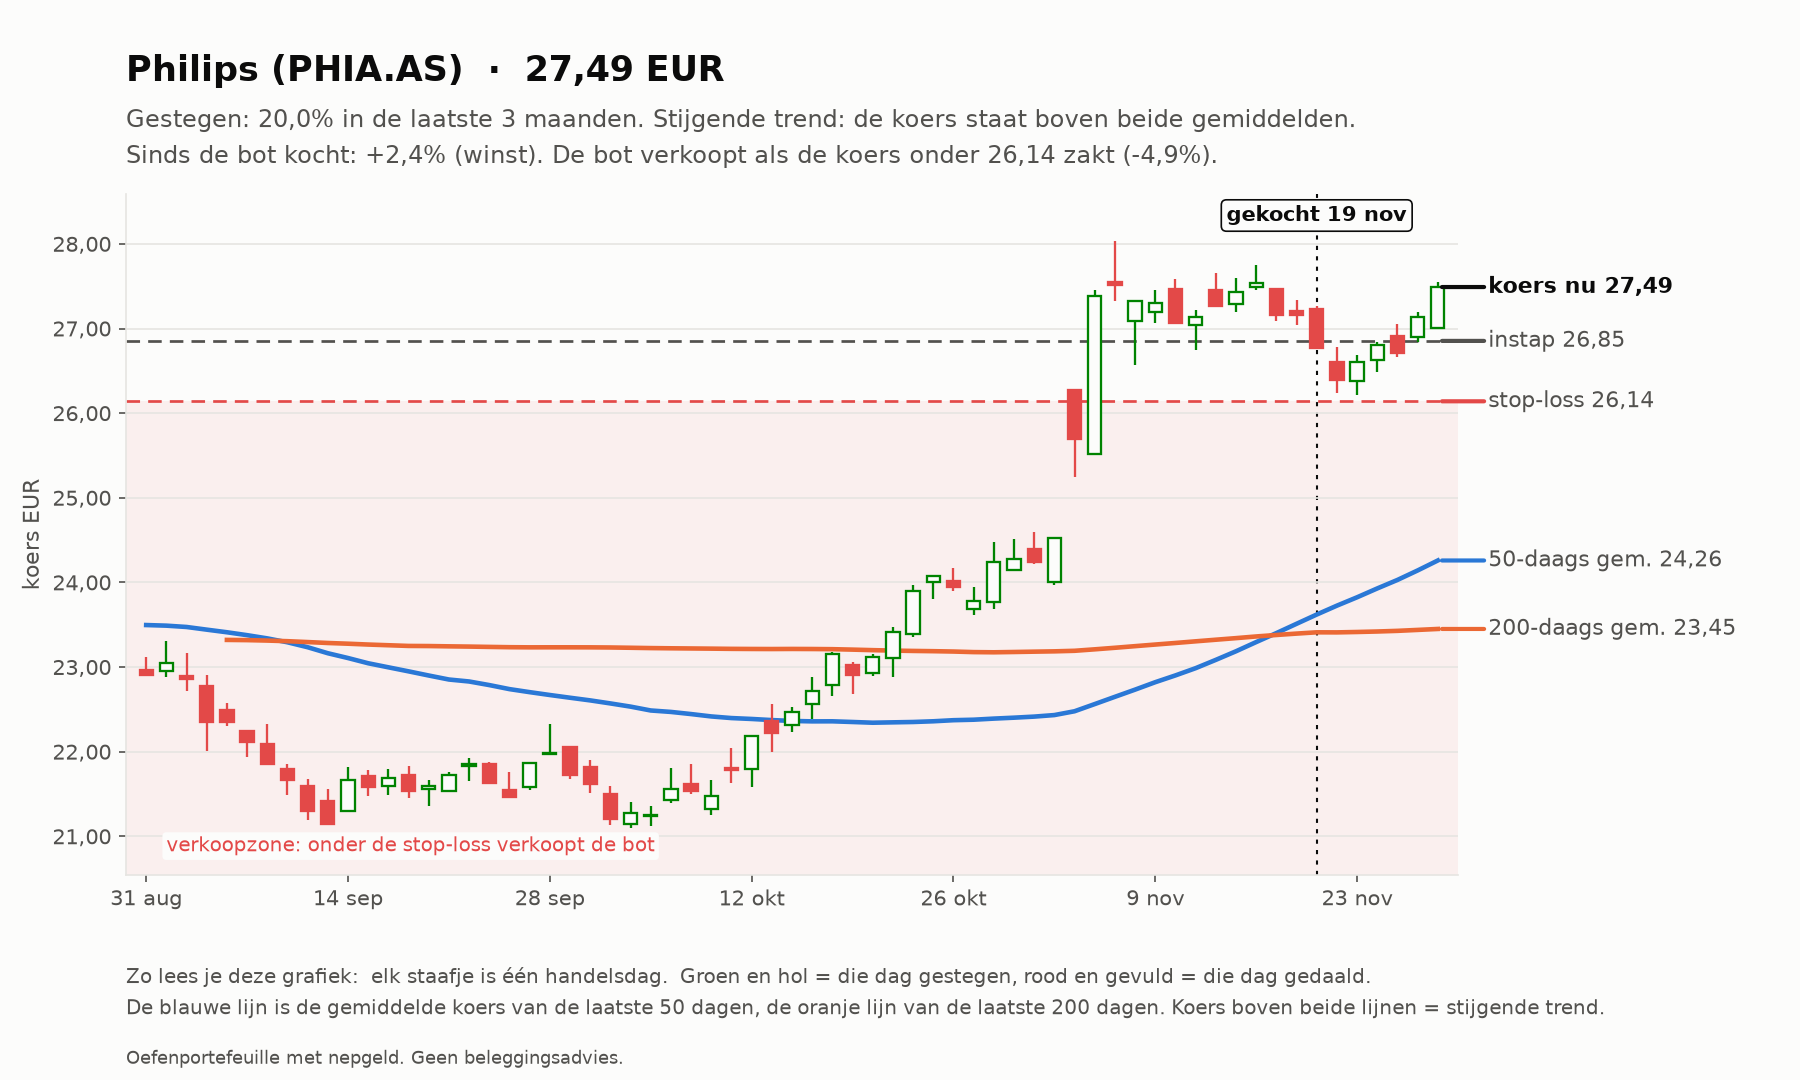 Philips (PHIA.AS) · 27,49 EUR
Gestegen: 20,0% in de laatste 3 maanden. Stijgende trend: de koers staat boven beide gemiddelden.
Sinds de bot kocht: +2,4% (winst). De bot verkoopt als de koers onder 26,14 zakt (-4,9%).
gekocht 19 nov
28,00
27,00
26,00
25,00
24,00
23,00
22,00
21,00
koers EUR
koers nu 27,49
instap 26,85
stop-loss 26,14
50-daags gem. 24,26
200-daags gem. 23,45
verkoopzone: onder de stop-loss verkoopt de bot
31 aug
14 sep
28 sep
12 okt
26 okt
9 nov
23 nov
Zo lees je deze grafiek: elk staafje is één handelsdag. Groen en hol = die dag gestegen, rood en gevuld = die dag gedaald.
De blauwe lijn is de gemiddelde koers van de laatste 50 dagen, de oranje lijn van de laatste 200 dagen. Koers boven beide lijnen = stijgende trend.
Oefenportefeuille met nepgeld. Geen beleggingsadvies.